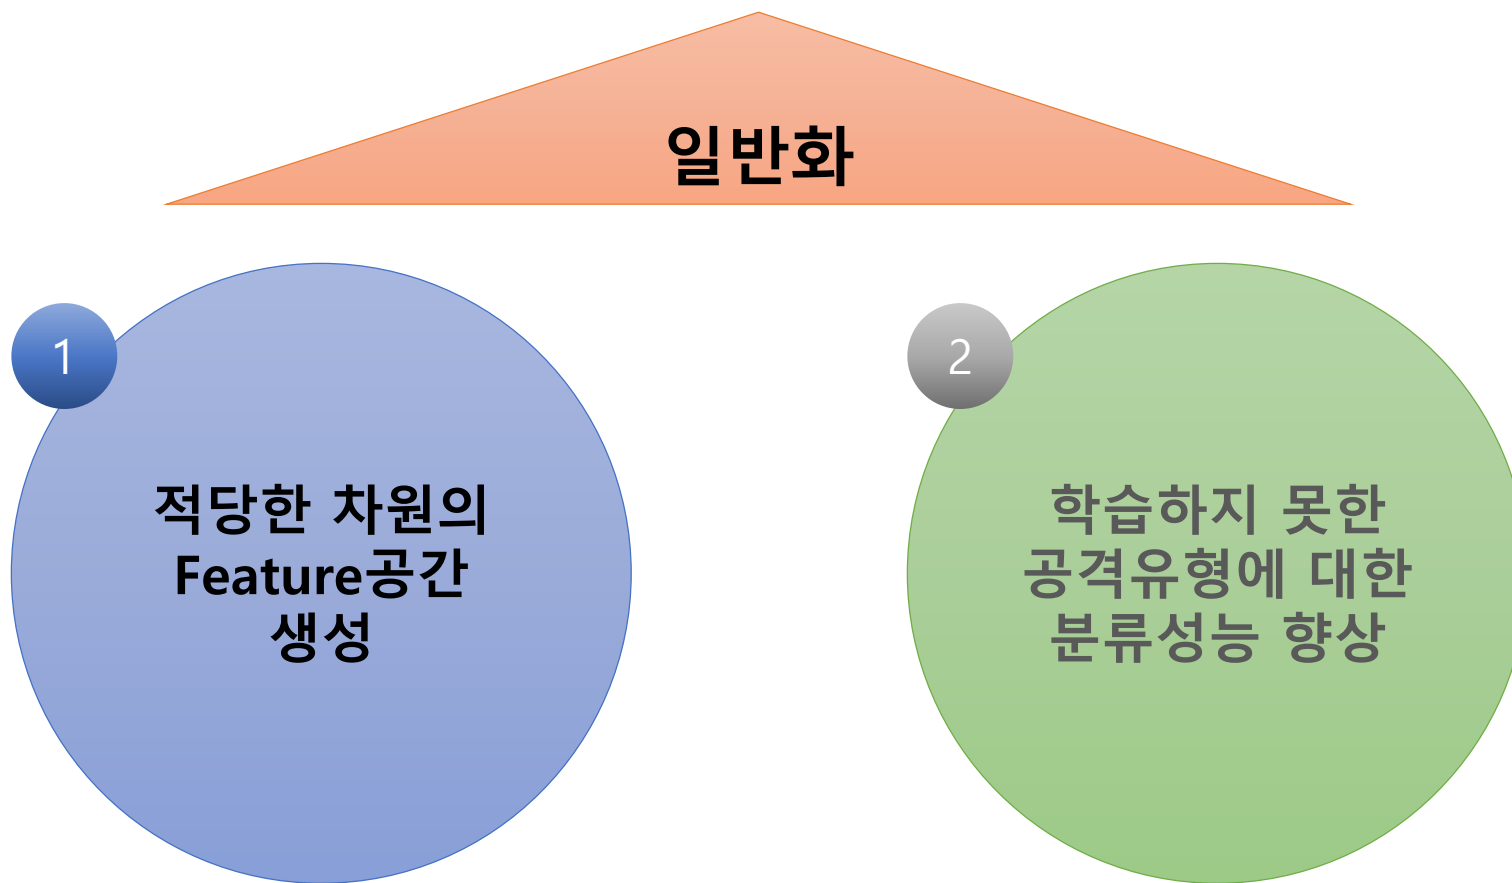 일반화
1
적당한 차원의
Feature공간
생성
2
학습하지 못한
공격유형에 대한
분류성능 향상